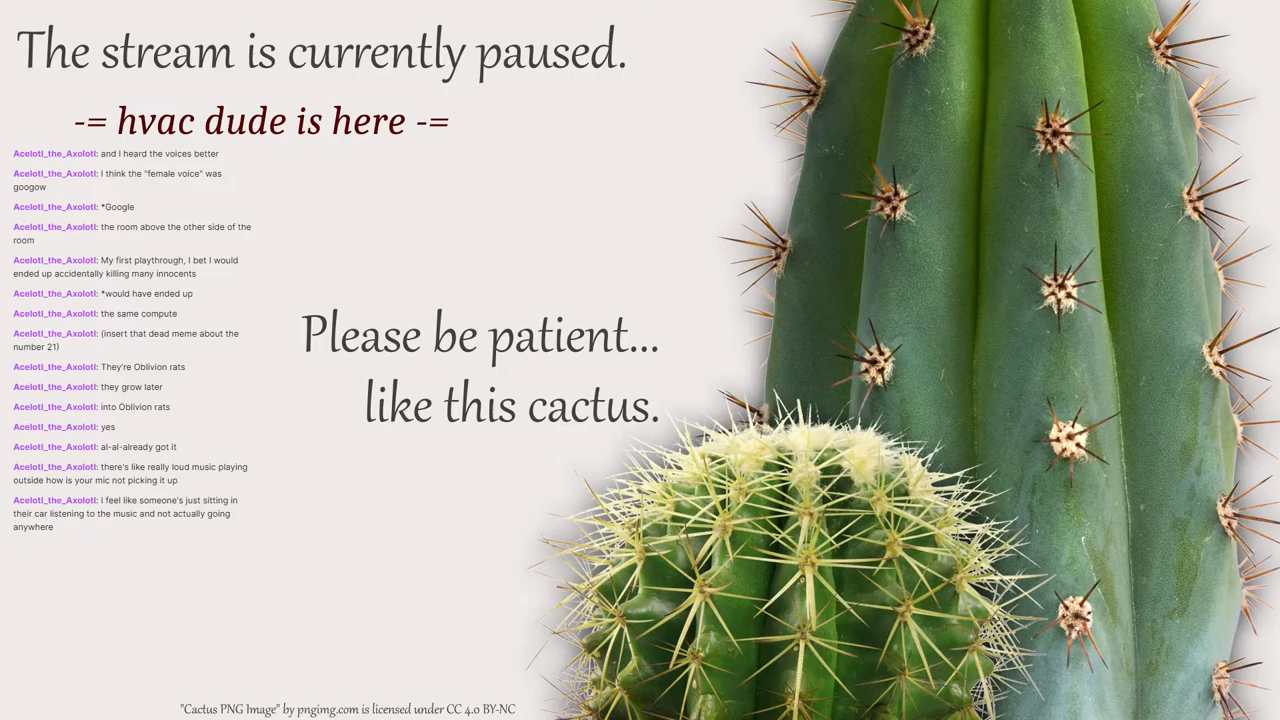 The stream is currently paused.
-= hvac dude is here -=
Acelotl_the_Axolotl: and I heard the voices better
Acelotl_the_Axolotl: I think the "female voice" was
googow
Acelotl_the_Axolotl: *Google
Acelotl_the_Axolotl: the room above the other side of the
room
Acelotl_the_Axolotl: My first playthrough, I bet I would
ended up accidentally killing many innocents
Acelotl_the_Axolotl: *would have ended up
Acelotl_the_Axolotl: the same compute
Acelotl_the_Axolotl: (insert that dead meme about the
number 21)
Acelotl_the_Axolotl: They're Oblivion rats
Acelotl_the_Axolotl: they grow later
Acelotl_the_Axolotl: into Oblivion rats
Acelotl_the_Axolotl: yes
Acelotl_the_Axolotl: al-al-already got it
Acelotl_the_Axolotl: there's like really loud music playing
outside how is your mic not picking it up
Acelotl_the_Axolotl: I feel like someone's just sitting in
their car listening to the music and not actually going
anywhere
Please be patient...
like this cactus.
"Cactus PNG Image" by pngimg.com is licensed under CC 4.0 BY-NC